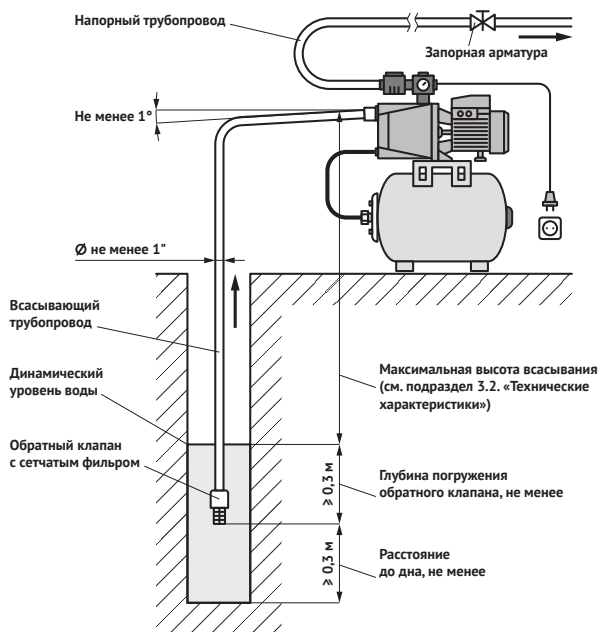 Напорный трубопровод
Запорная арматура
Не менее 1°
Ø не менее 1"
Всасывающий
трубопровод
Динамический
уровень воды
Обратный клапан
с сетчатым фильтром
Максимальная высота всасывания
(см. подраздел 3.2. «Технические
характеристики»)
≥ 0,3 м
Глубина погружения
обратного клапана, не менее
≥ 0,3 м
Расстояние
до дна, не менее